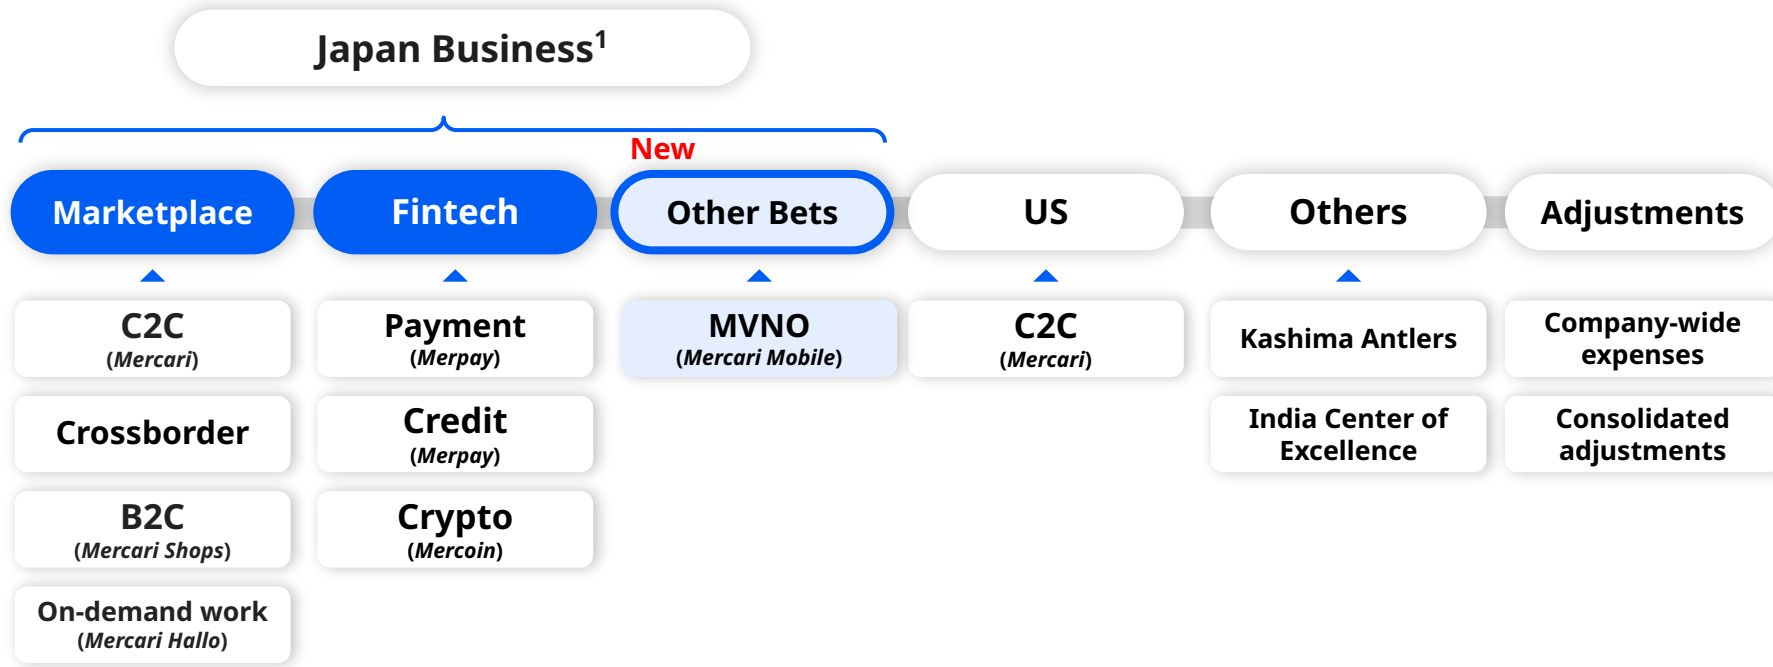 Japan Business1
New
Marketplace
Fintech
Other Bets
US
Others
Adjustments
C2C
(Mercari)
Crossborder
B2C
(Mercari Shops)
On-demand work
(Mercari Hallo)
Payment
(Merpay)
Credit
(Merpay)
Crypto
(Mercoin)
MVNO
(Mercari Mobile)
C2C
(Mercari)
Kashima Antlers
India Center of
Excellence
Company-wide
expenses
Consolidated
adjustments